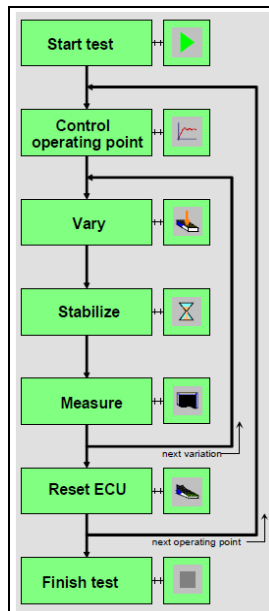 Start test
Control
operating point
Vary
Stabilize
Measure
next variation
Reset ECU
next operating point
Finish test